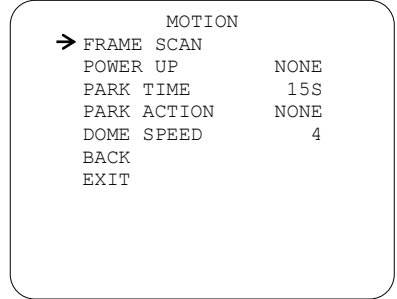 MOTION
FRAME SCAN
POWER UP NONE
PARK TIME 15S
PARK ACTION NONE
DOME SPEED 4
BACK
EXIT